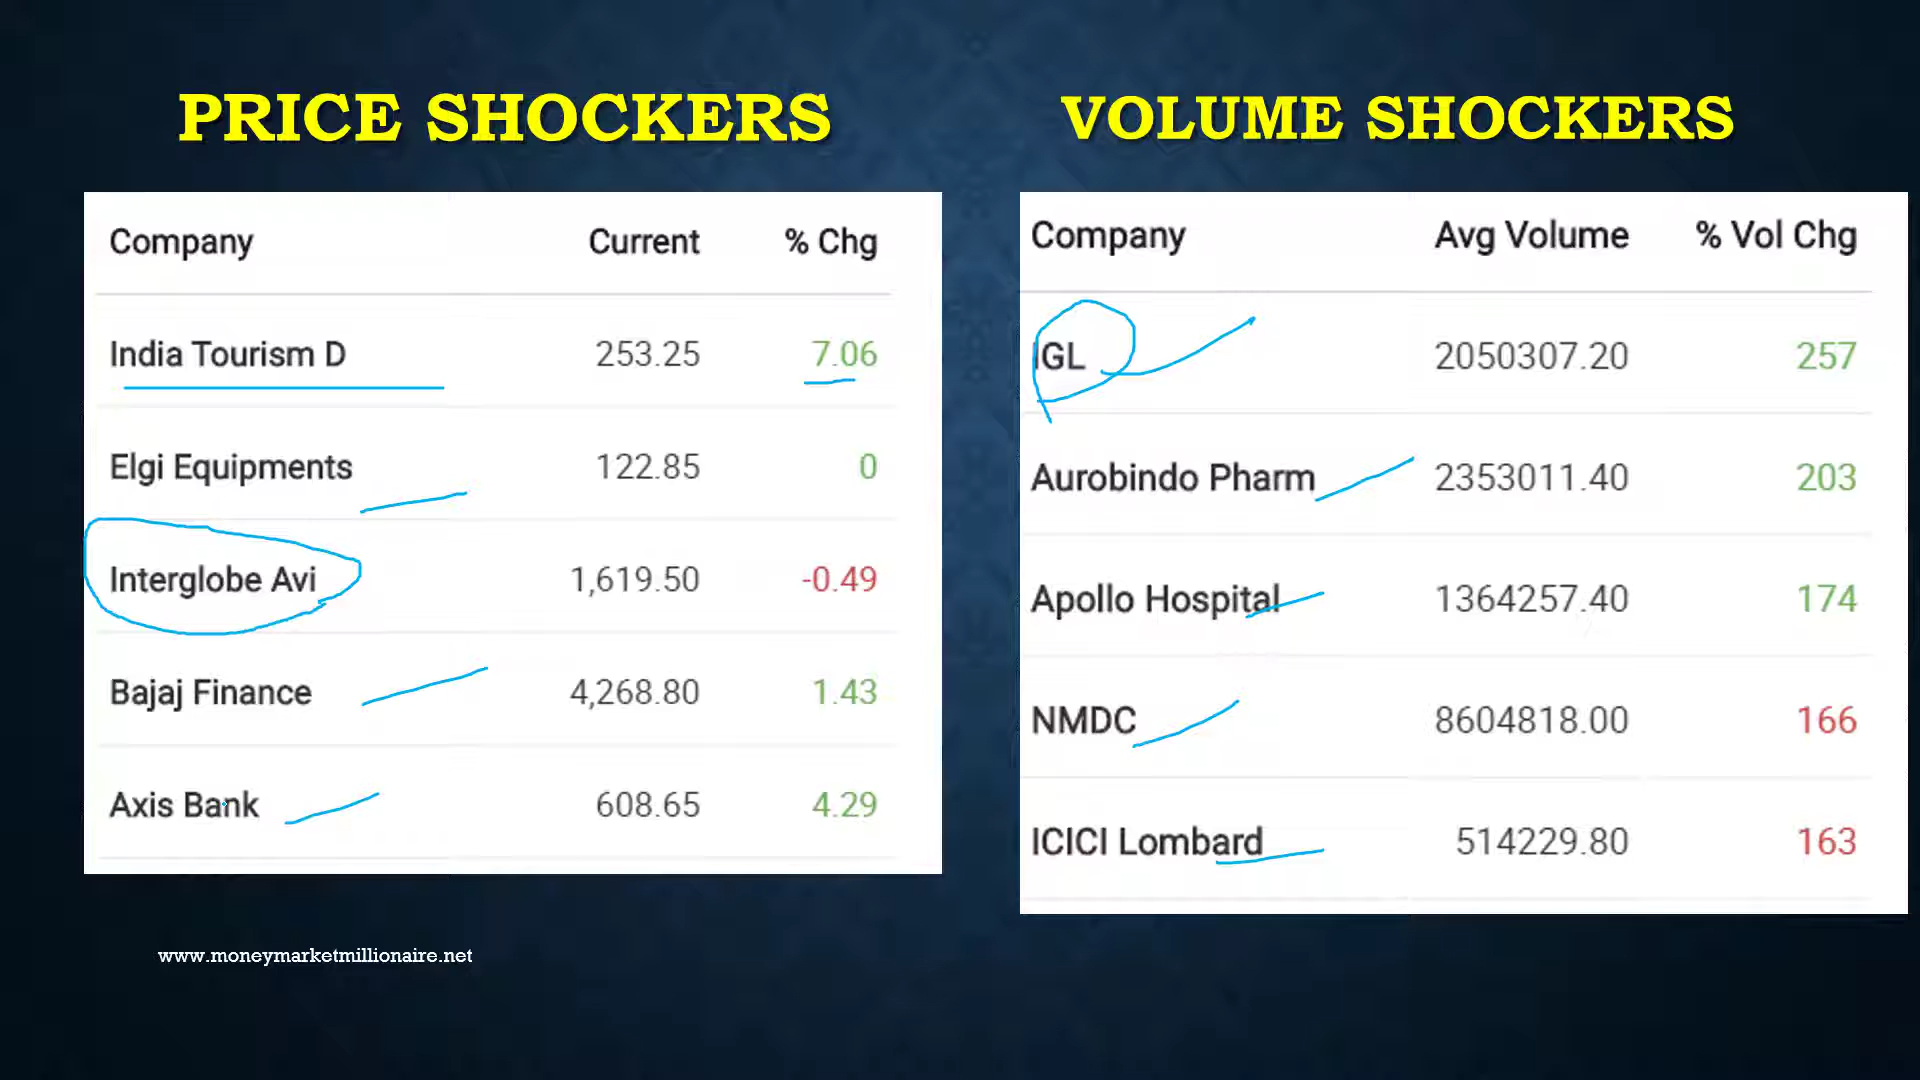 PRICE SHOCKERS
Company Current % Chg
India Tourism D 253.25 7.06
Elgi Equipments 122.85 0
Interglobe Avi 1,619.50 -0.49
Bajaj Finance 4,268.80 1.43
Axis Bank 608.65 4.29
VOLUME SHOCKERS
Company Avg Volume % Vol Chg
IGL 2050307.20 257
Aurobindo Pharm 2353011.40 203
Apollo Hospital 1364257.40 174
NMDC 8604818.00 166
ICICI Lombard 514229.80 163
www.moneymarketmillionaire.net